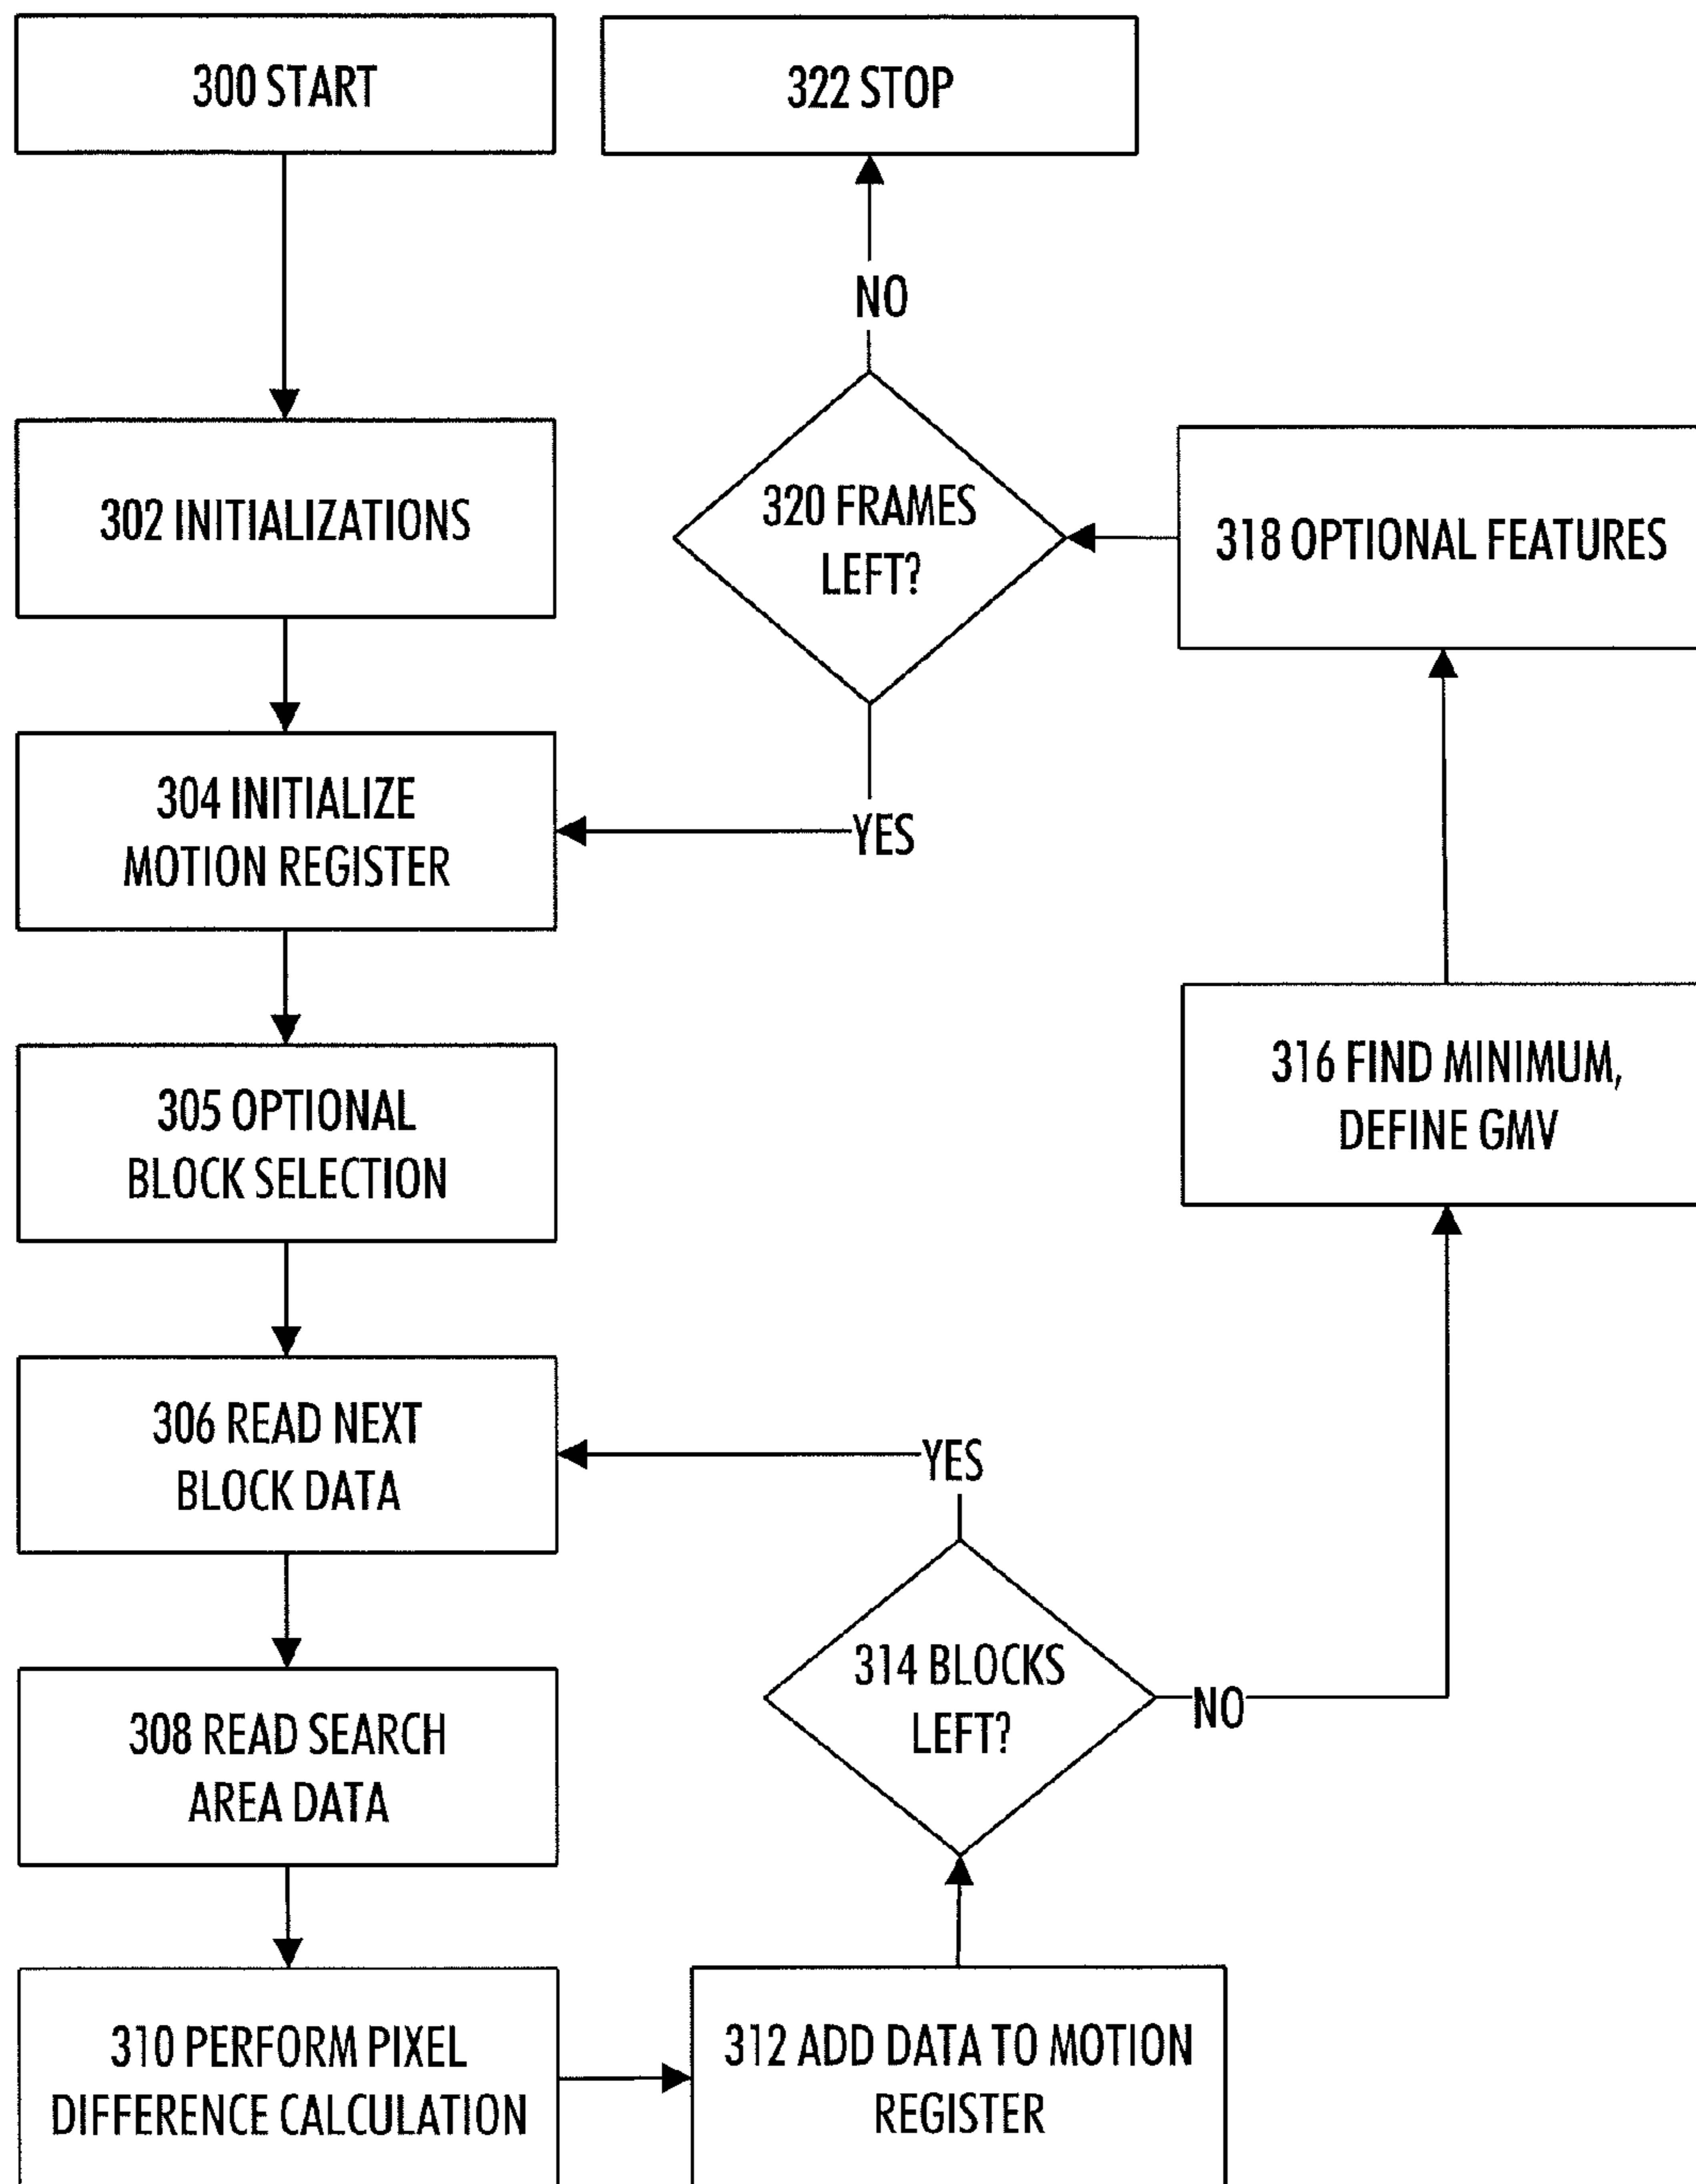 300 START
322 STOP
NO
302 INITIALIZATIONS
320 FRAMES
LEFT?
318 OPTIONAL FEATURES
304 INITIALIZE
MOTION REGISTER
YES
305 OPTIONAL
BLOCK SELECTION
316 FIND MINIMUM,
DEFINE GMV
306 READ NEXT
BLOCK DATA
YES
308 READ SEARCH
AREA DATA
314 BLOCKS
LEFT?
NO
310 PERFORM PIXEL
DIFFERENCE CALCULATION
312 ADD DATA TO MOTION
REGISTER